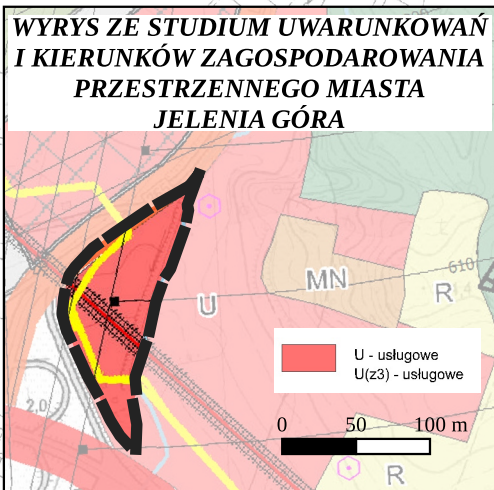 WYRYS ZE STUDIUM UWARUNKOWAŃ
I KIERUNKÓW ZAGOSPODAROWANIA
PRZESTRZENNEGO MIASTA
JELENIA GÓRA
610
MN
R
U
U - usługowe
U(z3) - usługowe
2.0
0 50 100 m
R